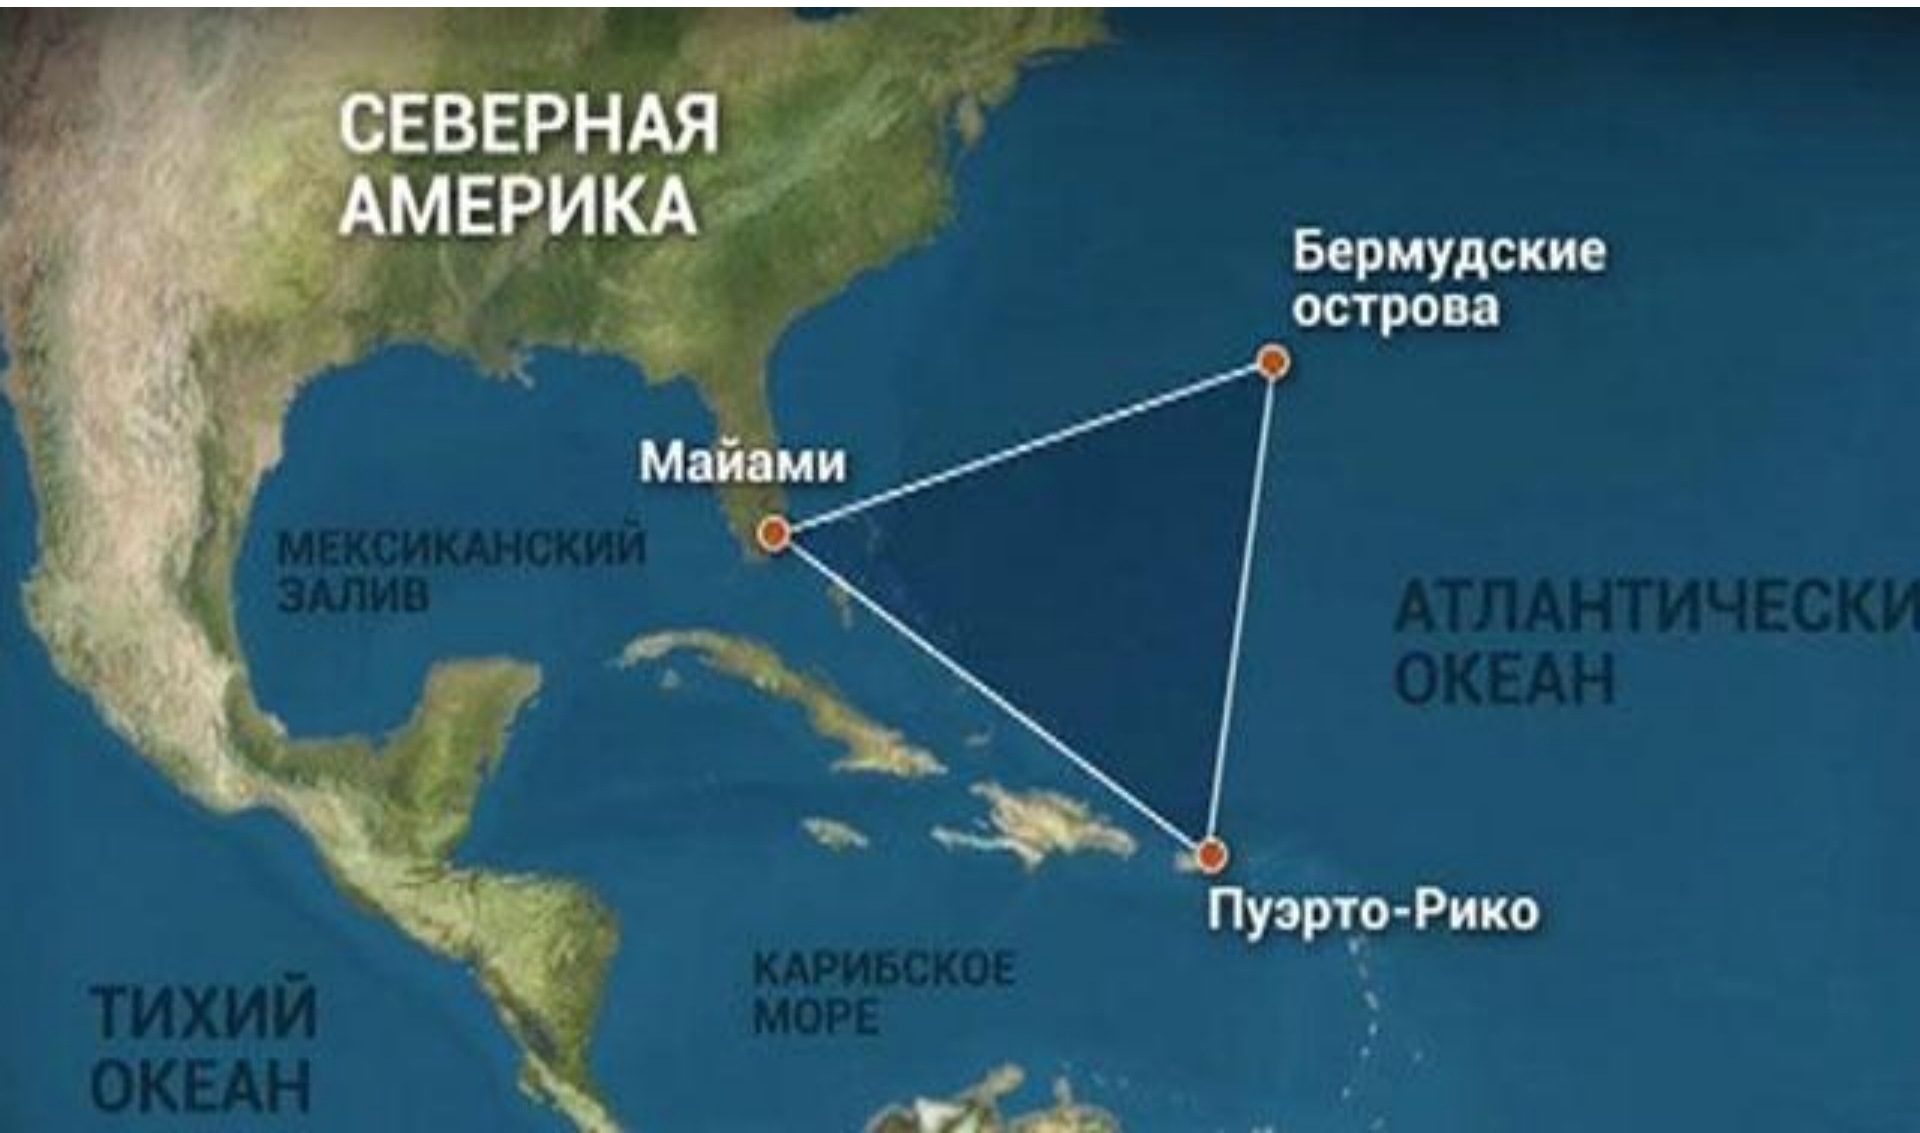 СЕВЕРНАЯ
АМЕРИКА
Бермудские
острова
Майами
МЕКСИКАНСКИЙ
ЗАЛИВ
АТЛАНТИЧЕСКИ
ОКЕАН
Пуэрто-Рико
КАРИБСКОЕ
МОРЕ
ТИХИЙ
ОКЕАН